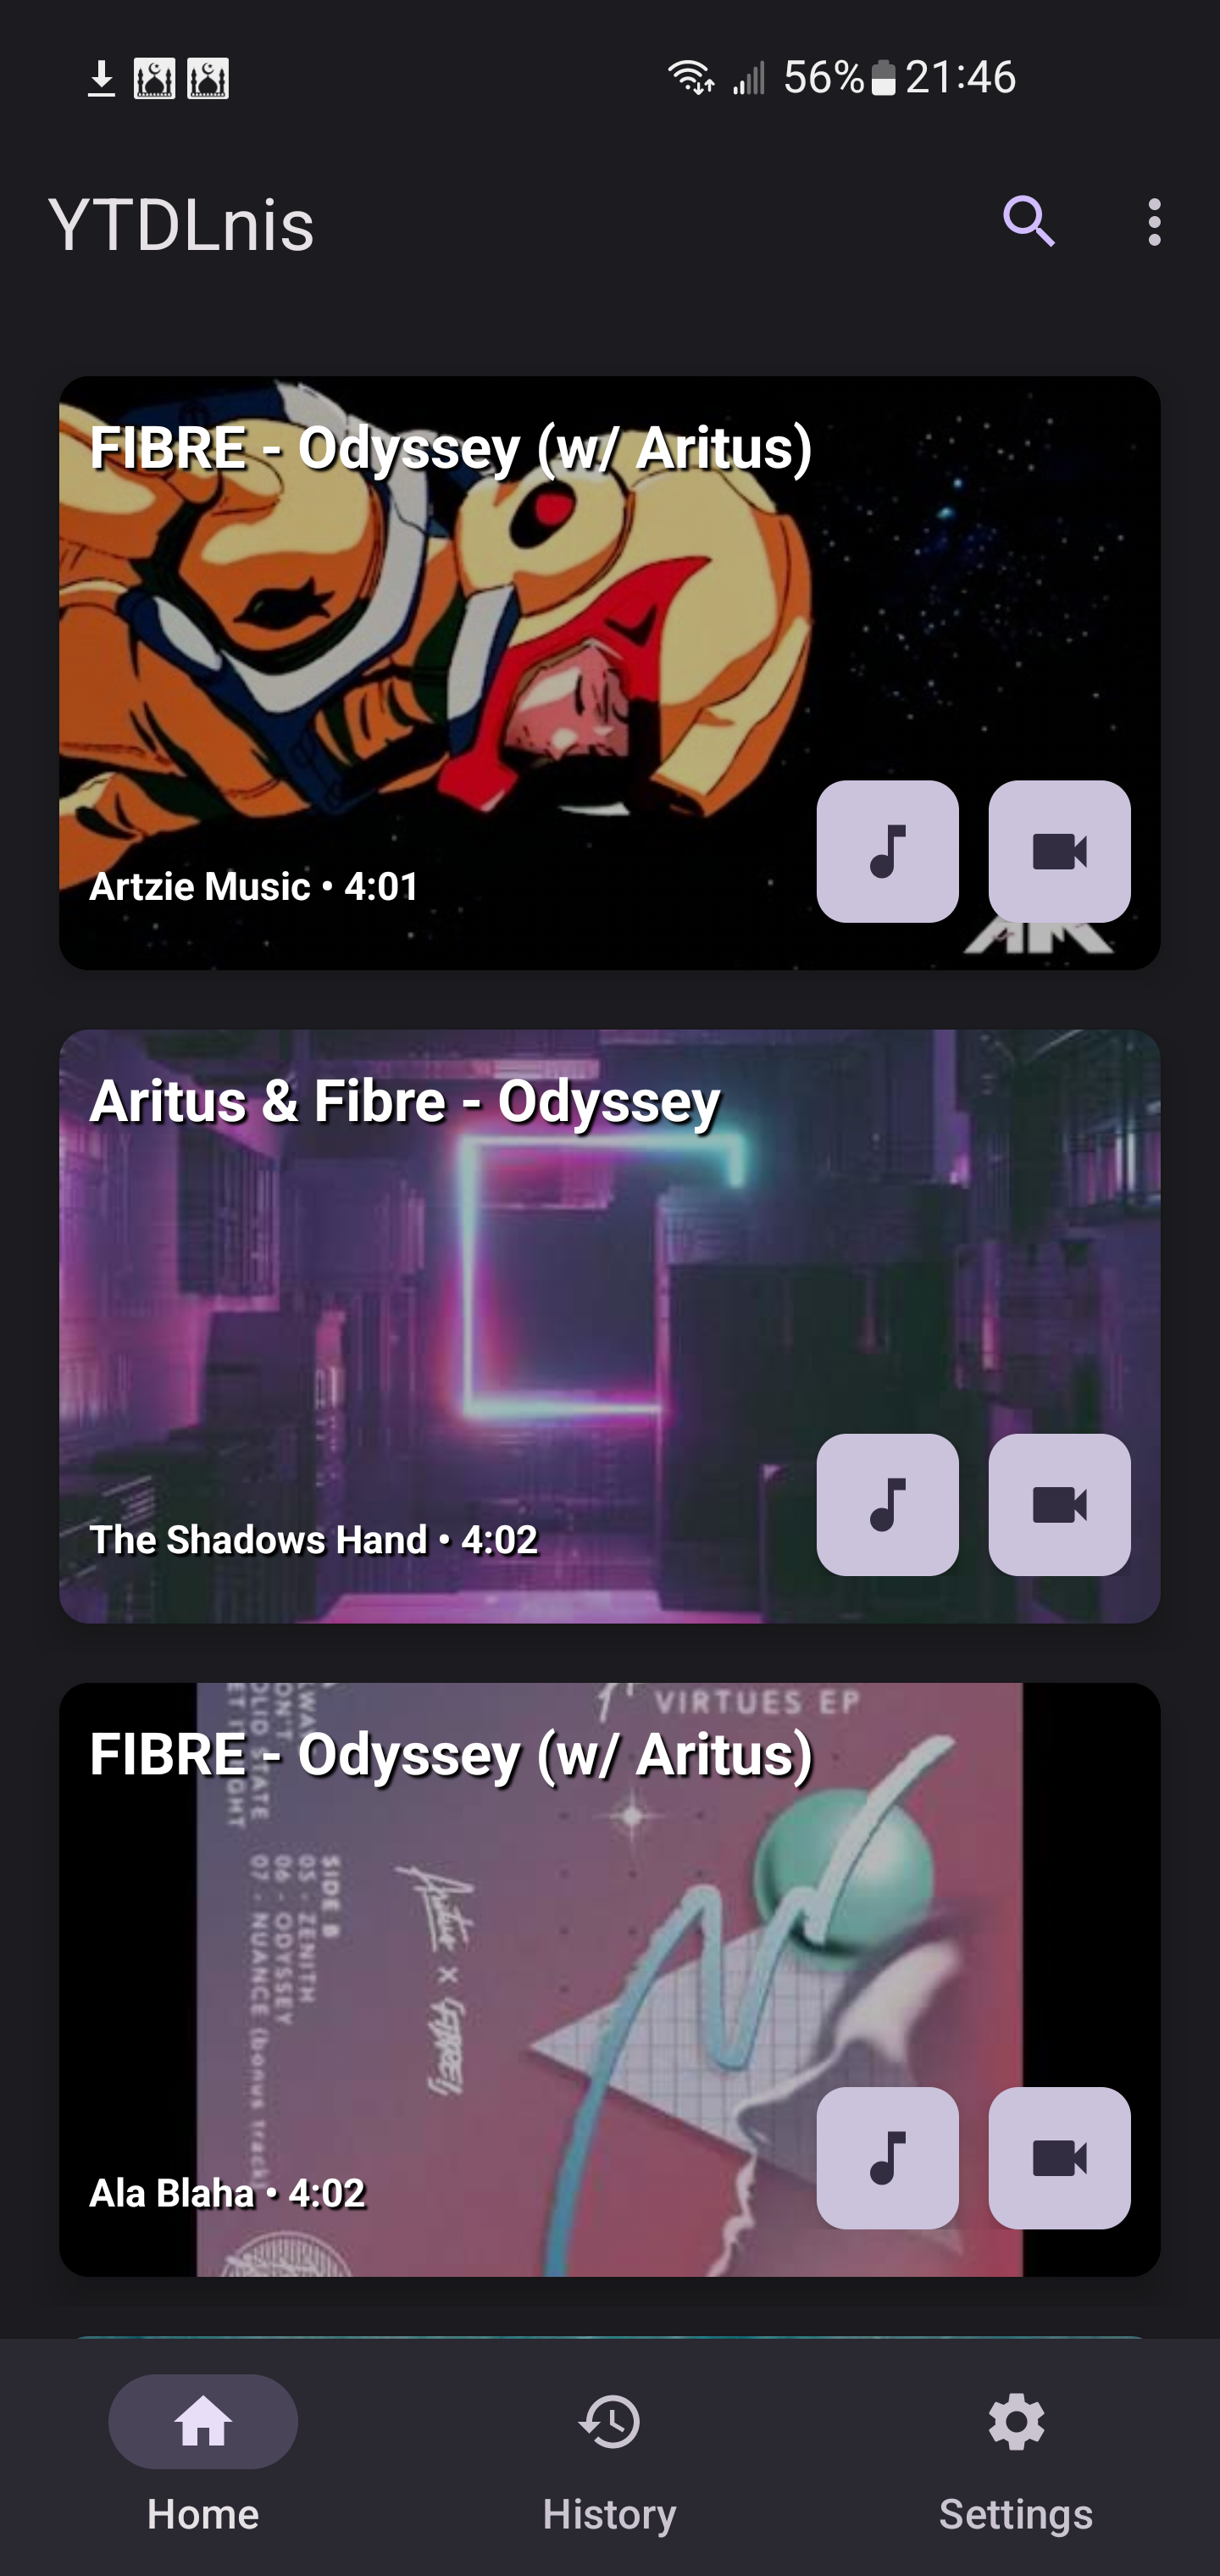 56% 21:46
YTDLnis
FIBRE - Odyssey (w/ Aritus)
Artzie Music • 4:01
Aritus & Fibre - Odyssey
The Shadows Hand • 4:02
VIRTUES EP
FIBRE - Odyssey (w/ Aritus)
SIDE B
05 - ZENITH
06 - ODYSSEY
07 - NUANCE (bonus track)
Aritus x FIBRE
Ala Blaha • 4:02
Home
History
Settings